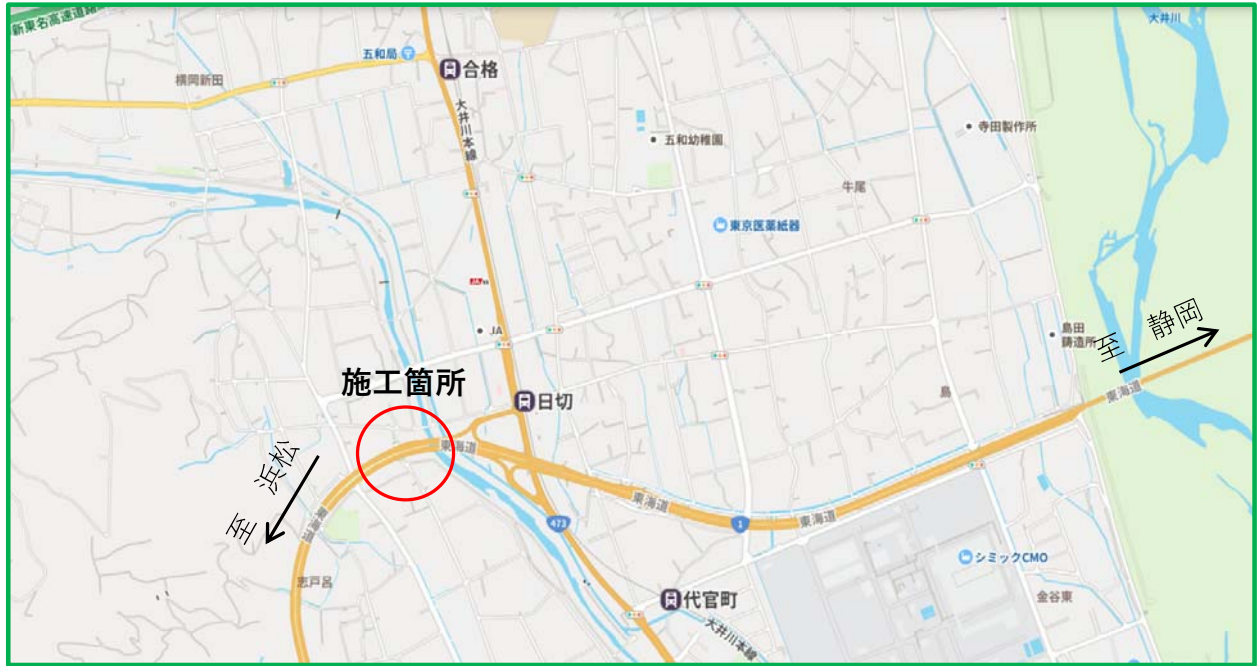 新東名高速道路
大井川
五和局
合格
横岡新田
大井川本線
寺田製作所
五和幼稚園
牛尾
東京医薬紙器
JA
JA
島田
鋳造所
至 静岡
施工箇所
日切
島
東海道
東海道
至 浜松
東海道
東海道
東海道
473
1
シミックCMO
志戸呂
代官町
金谷東
大井川本線